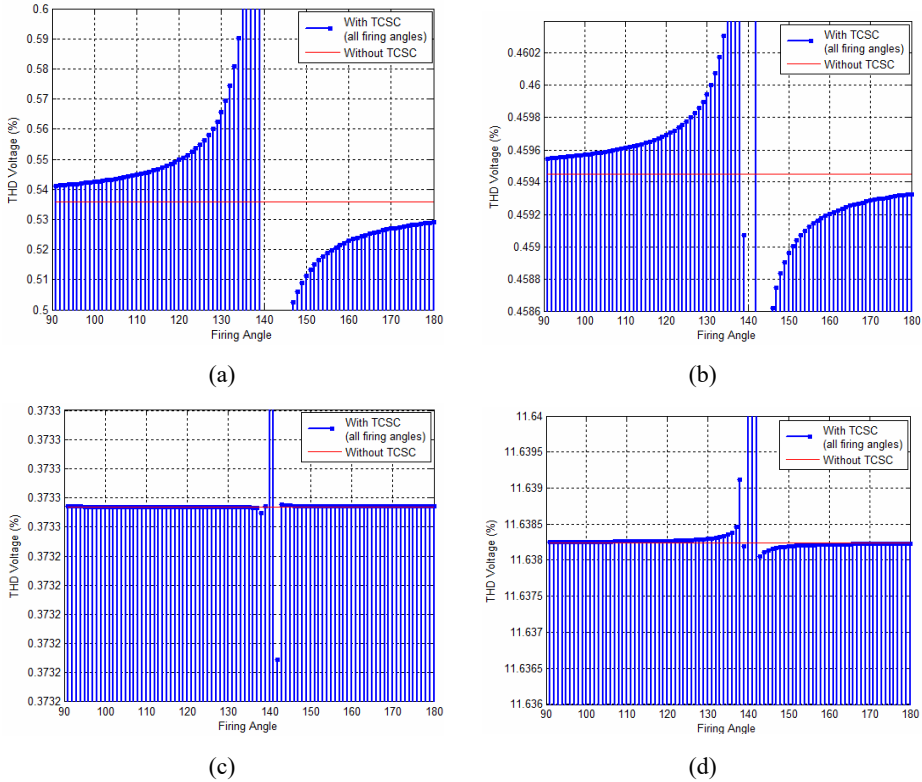 0.6
0.59
0.58
0.57
0.56
0.55
0.54
0.53
0.52
0.51
0.5
THD Voltage (%)
With TCSC
(all firing angles)
Without TCSC
90 100 110 120 130 140 150 160 170 180
Firing Angle
(a)
0.4602
0.46
0.4598
0.4596
0.4594
0.4592
0.459
0.4588
0.4586
THD Voltage (%)
With TCSC
(all firing angles)
Without TCSC
90 100 110 120 130 140 150 160 170 180
Firing Angle
(b)
0.3733
0.3733
0.3733
0.3733
0.3733
0.3732
0.3732
0.3732
0.3732
0.3732
0.3732
THD Voltage (%)
With TCSC
(all firing angles)
Without TCSC
90 100 110 120 130 140 150 160 170 180
Firing Angle
(c)
11.64
11.6395
11.639
11.6385
11.638
11.6375
11.637
11.6365
11.636
THD Voltage (%)
With TCSC
(all firing angles)
Without TCSC
90 100 110 120 130 140 150 160 170 180
Firing Angle
(d)